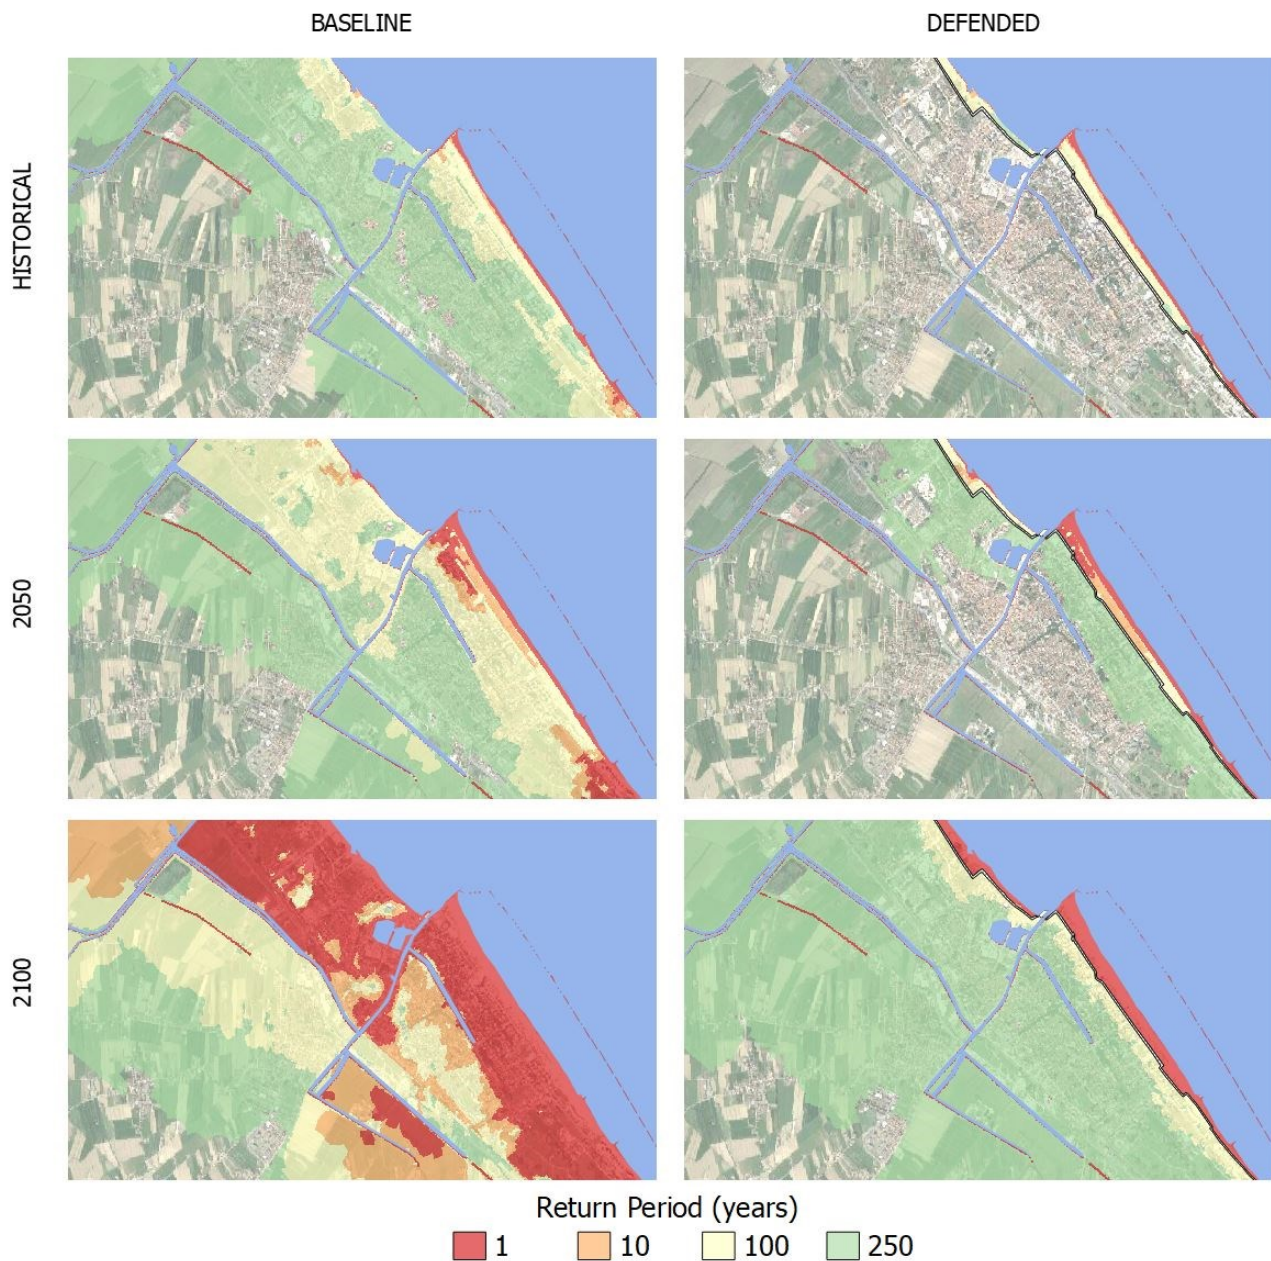 BASELINE
DEFENDED
HISTORICAL
2050
2100
Return Period (years)
1
10
100
250